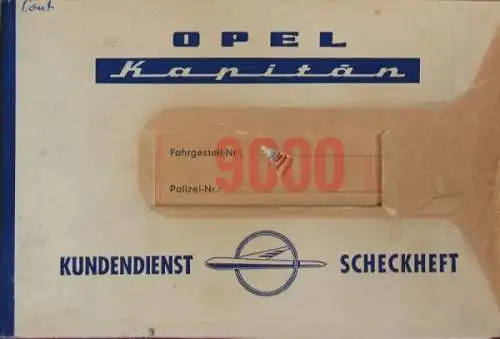 OPEL
Kapitän
Fahrgestell-Nr.:
9000
Polizei-Nr.:
KUNDENDIENST SCHECKHEFT